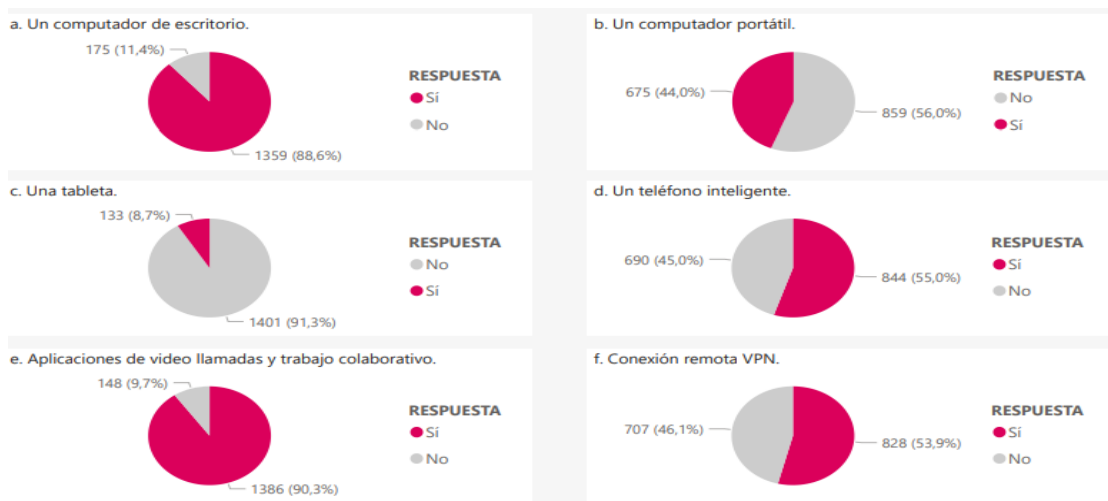 a. Un computador de escritorio.
175 (11,4%)
RESPUESTA
Sí
No
1359 (88,6%)
b. Un computador portátil.
675 (44,0%)
859 (56,0%)
RESPUESTA
No
Sí
c. Una tableta.
133 (8,7%)
RESPUESTA
No
Sí
1401 (91,3%)
d. Un teléfono inteligente.
690 (45,0%)
844 (55,0%)
RESPUESTA
Sí
No
e. Aplicaciones de video llamadas y trabajo colaborativo.
148 (9,7%)
RESPUESTA
Sí
No
1386 (90,3%)
f. Conexión remota VPN.
707 (46,1%)
828 (53,9%)
RESPUESTA
Sí
No